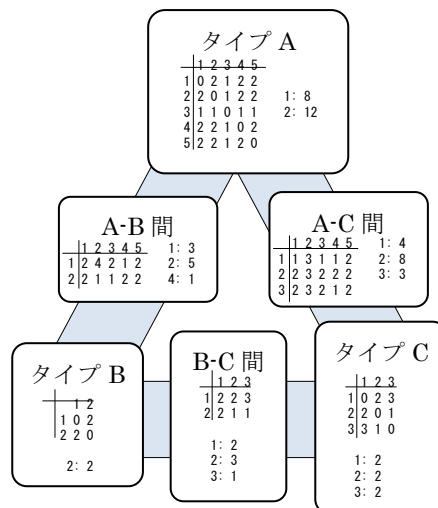 タイプ A
1 2 3 4 5
1 0 2 1 2 2
2 2 0 1 2 2
3 1 1 0 1 1
4 2 2 1 0 2
5 2 2 1 2 0
1: 8
2: 12
A-B 間
1 2 3 4 5
1 2 4 2 1 2
2 2 1 1 2 2
1: 3
2: 5
4: 1
A-C 間
1 2 3 4 5
1 1 3 1 1 2
2 2 3 2 2 2
3 2 3 2 1 2
1: 4
2: 8
3: 3
タイプ B
1 2
1 0 2
2 2 0
2: 2
B-C 間
1 2 3
1 2 2 3
2 2 1 1
1: 2
2: 3
3: 1
タイプ C
1 2 3
1 0 2 3
2 2 0 1
3 3 1 0
1: 2
2: 2
3: 2